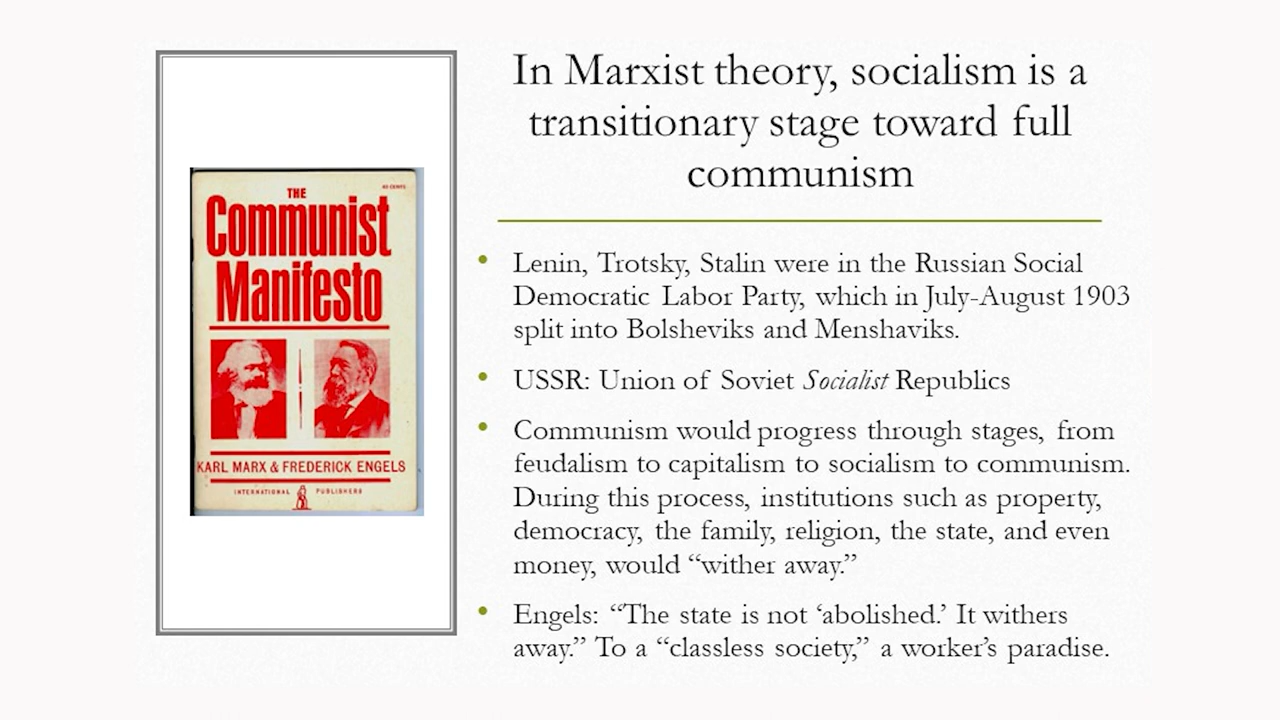 In Marxist theory, socialism is a
transitionary stage toward full
communism
THE
45 CENTS
Communist
Manifesto
KARL MARX & FREDERICK ENGELS
INTERNATIONAL PUBLISHERS
• Lenin, Trotsky, Stalin were in the Russian Social
Democratic Labor Party, which in July-August 1903
split into Bolsheviks and Menshaviks.
• USSR: Union of Soviet Socialist Republics
• Communism would progress through stages, from
feudalism to capitalism to socialism to communism.
During this process, institutions such as property,
democracy, the family, religion, the state, and even
money, would “wither away.”
• Engels: “The state is not ‘abolished.’ It withers
away.” To a “classless society,” a worker’s paradise.